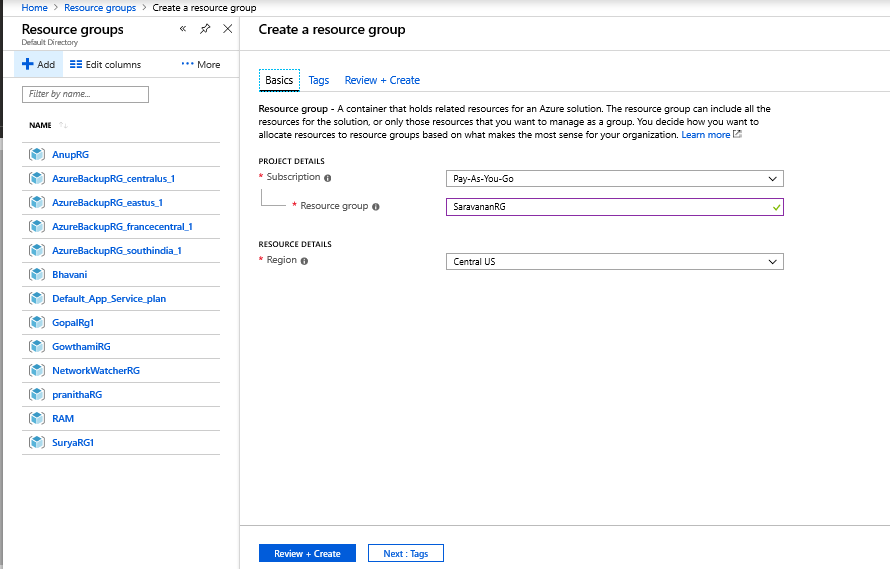 Home > Resource groups > Create a resource group
Resource groups
Default Directory
Add Edit columns More
Filter by name...
NAME
AnupRG
AzureBackupRG_centralus_1
AzureBackupRG_eastus_1
AzureBackupRG_francecentral_1
AzureBackupRG_southindia_1
Bhavani
Default_App_Service_plan
GopalRg1
GowthamiRG
NetworkWatcherRG
pranithaRG
RAM
SuryaRG1
Create a resource group
Basics Tags Review + Create
Resource group - A container that holds related resources for an Azure solution. The resource group can include all the
resources for the solution, or only those resources that you want to manage as a group. You decide how you want to
allocate resources to resource groups based on what makes the most sense for your organization. Learn more
PROJECT DETAILS
* Subscription Pay-As-You-Go
* Resource group SaravananRG
RESOURCE DETAILS
* Region Central US
Review + Create Next : Tags